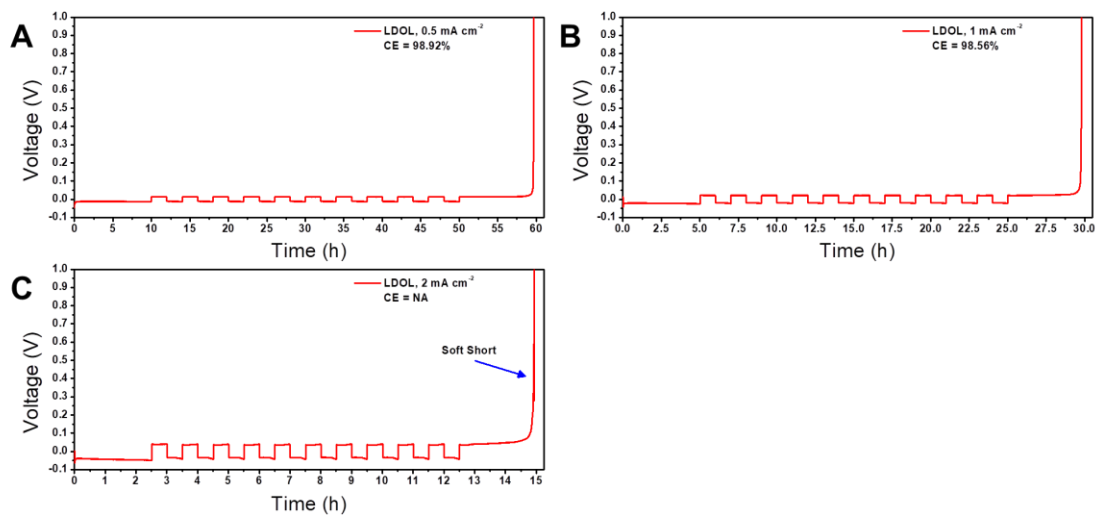 A
LDOL, 0.5 mA cm⁻²
CE = 98.92%
Voltage (V)
1.0
0.9
0.8
0.7
0.6
0.5
0.4
0.3
0.2
0.1
0.0
-0.1
0 5 10 15 20 25 30 35 40 45 50 55 60
Time (h)
B
LDOL, 1 mA cm⁻²
CE = 98.56%
Voltage (V)
1.0
0.9
0.8
0.7
0.6
0.5
0.4
0.3
0.2
0.1
0.0
-0.1
0.0 2.5 5.0 7.5 10.0 12.5 15.0 17.5 20.0 22.5 25.0 27.5 30.0
Time (h)
C
LDOL, 2 mA cm⁻²
CE = NA
Soft Short
Voltage (V)
1.0
0.9
0.8
0.7
0.6
0.5
0.4
0.3
0.2
0.1
0.0
-0.1
0 1 2 3 4 5 6 7 8 9 10 11 12 13 14 15
Time (h)